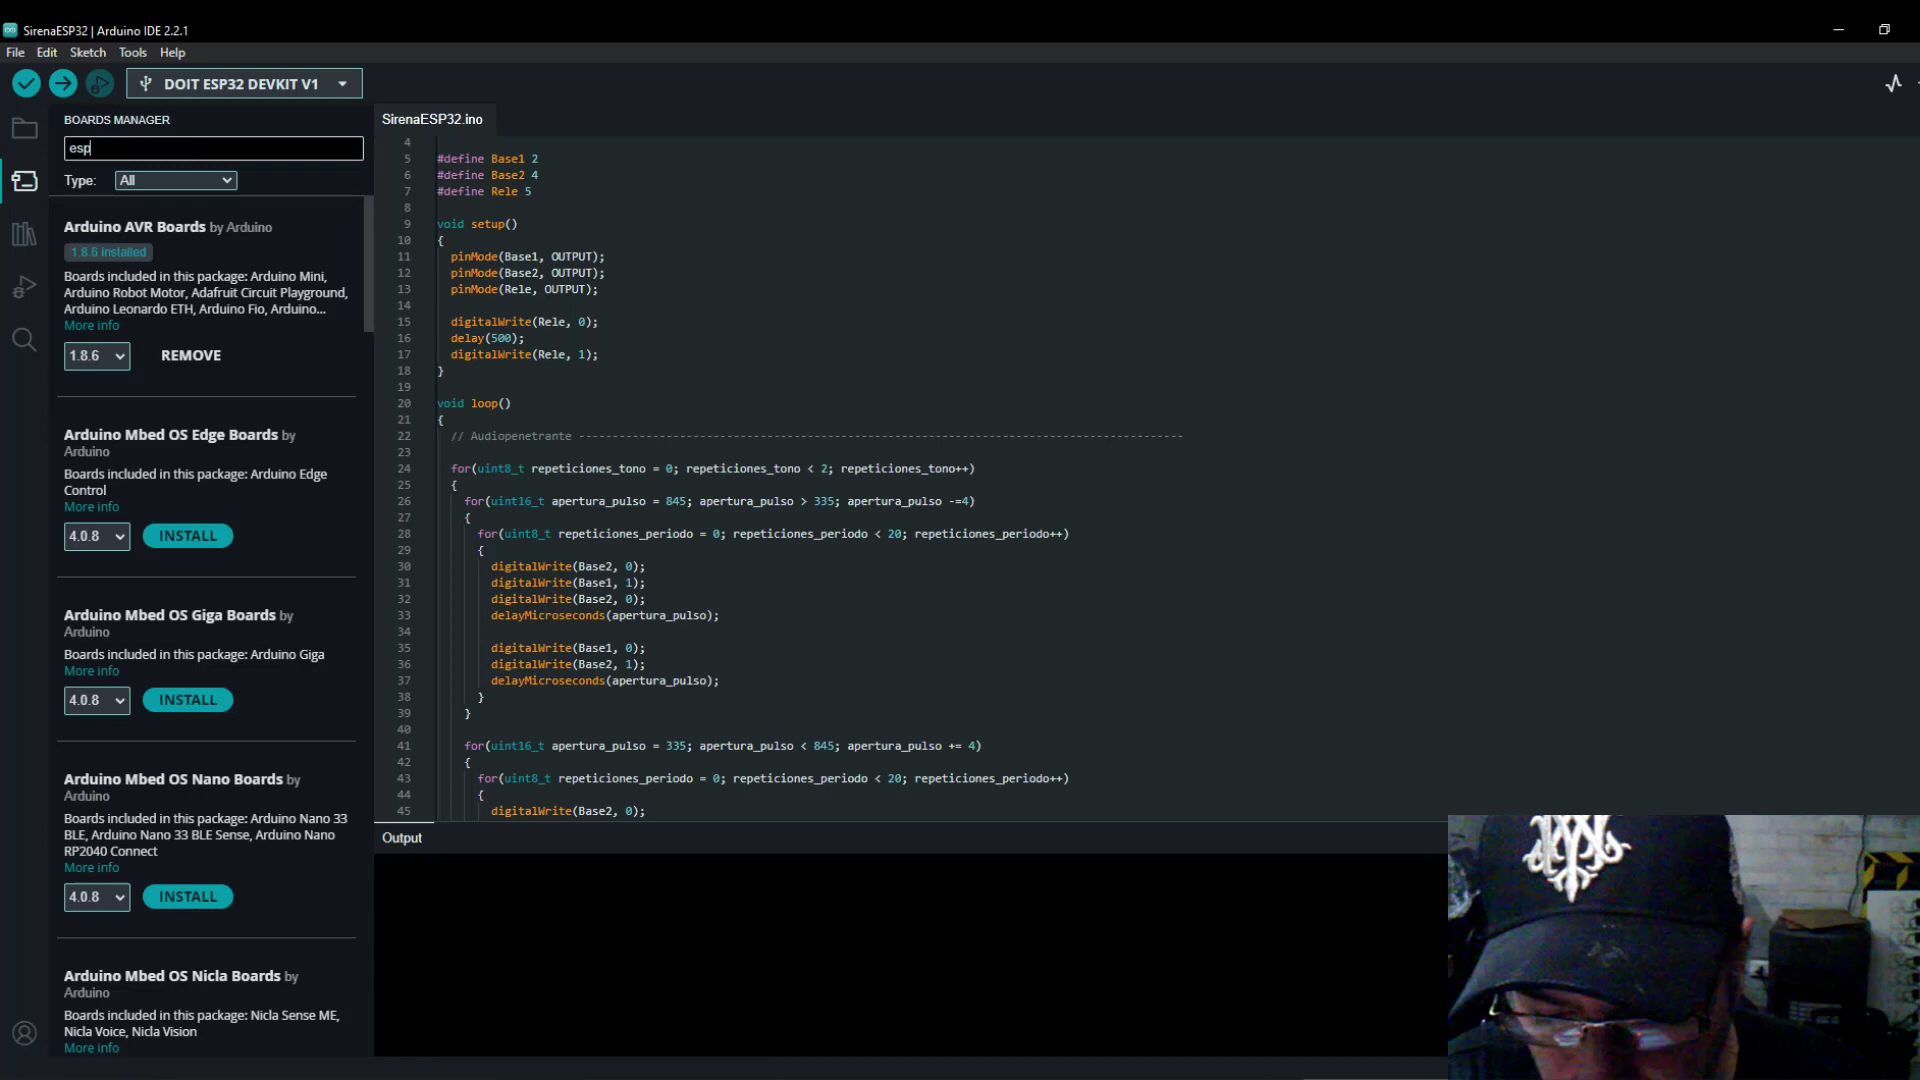 SirenaESP32 | Arduino IDE 2.2.1
File Edit Sketch Tools Help
DOIT ESP32 DEVKIT V1
BOARDS MANAGER
esp
Type: All
Arduino AVR Boards by Arduino
1.8.6 installed
Boards included in this package: Arduino Mini,
Arduino Robot Motor, Adafruit Circuit Playground,
Arduino Leonardo ETH, Arduino Fio, Arduino...
More info
1.8.6 REMOVE
Arduino Mbed OS Edge Boards by
Arduino
Boards included in this package: Arduino Edge
Control
More info
4.0.8 INSTALL
Arduino Mbed OS Giga Boards by
Arduino
Boards included in this package: Arduino Giga
More info
4.0.8 INSTALL
Arduino Mbed OS Nano Boards by
Arduino
Boards included in this package: Arduino Nano 33
BLE, Arduino Nano 33 BLE Sense, Arduino Nano
RP2040 Connect
More info
4.0.8 INSTALL
Arduino Mbed OS Nicla Boards by
Arduino
Boards included in this package: Nicla Sense ME,
Nicla Voice, Nicla Vision
More info
SirenaESP32.ino
4
5 #define Base1 2
6 #define Base2 4
7 #define Rele 5
8
9 void setup()
10 {
11 pinMode(Base1, OUTPUT);
12 pinMode(Base2, OUTPUT);
13 pinMode(Rele, OUTPUT);
14
15 digitalWrite(Rele, 0);
16 delay(500);
17 digitalWrite(Rele, 1);
18 }
19
20 void loop()
21 {
22 // Audiopenetrante ------------------------------------------------------------------------------------------
23
24 for(uint8_t repeticiones_tono = 0; repeticiones_tono < 2; repeticiones_tono++)
25 {
26 for(uint16_t apertura_pulso = 845; apertura_pulso > 335; apertura_pulso -=4)
27 {
28 for(uint8_t repeticiones_periodo = 0; repeticiones_periodo < 20; repeticiones_periodo++)
29 {
30 digitalWrite(Base2, 0);
31 digitalWrite(Base1, 1);
32 digitalWrite(Base2, 0);
33 delayMicroseconds(apertura_pulso);
34
35 digitalWrite(Base1, 0);
36 digitalWrite(Base2, 1);
37 delayMicroseconds(apertura_pulso);
38 }
39 }
40
41 for(uint16_t apertura_pulso = 335; apertura_pulso < 845; apertura_pulso += 4)
42 {
43 for(uint8_t repeticiones_periodo = 0; repeticiones_periodo < 20; repeticiones_periodo++)
44 {
45 digitalWrite(Base2, 0);
Output